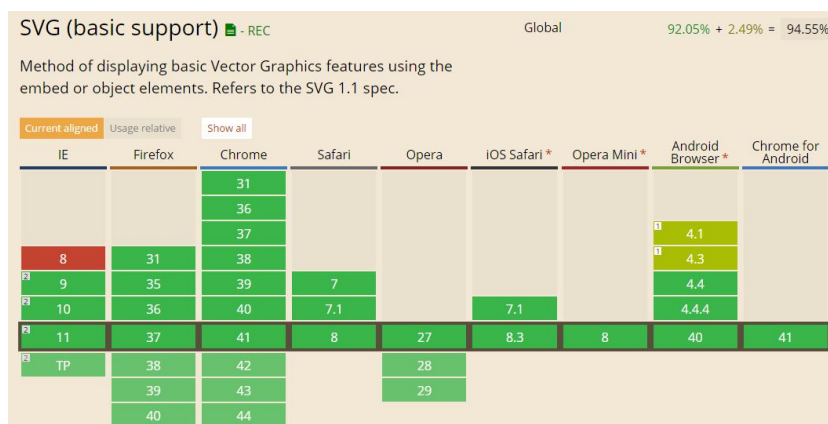 SVG (basic support) - REC Global 92.05% + 2.49% = 94.55%
Method of displaying basic Vector Graphics features using the
embed or object elements. Refers to the SVG 1.1 spec.
Current aligned Usage relative Show all
IE Firefox Chrome Safari Opera iOS Safari * Opera Mini * Android Browser * Chrome for Android
31
36
37 1 4.1
8 31 38 1 4.3
2 9 35 39 7 4.4
2 10 36 40 7.1 7.1 4.4.4
2 11 37 41 8 27 8.3 8 40 41
2 TP 38 42 28
39 43 29
40 44